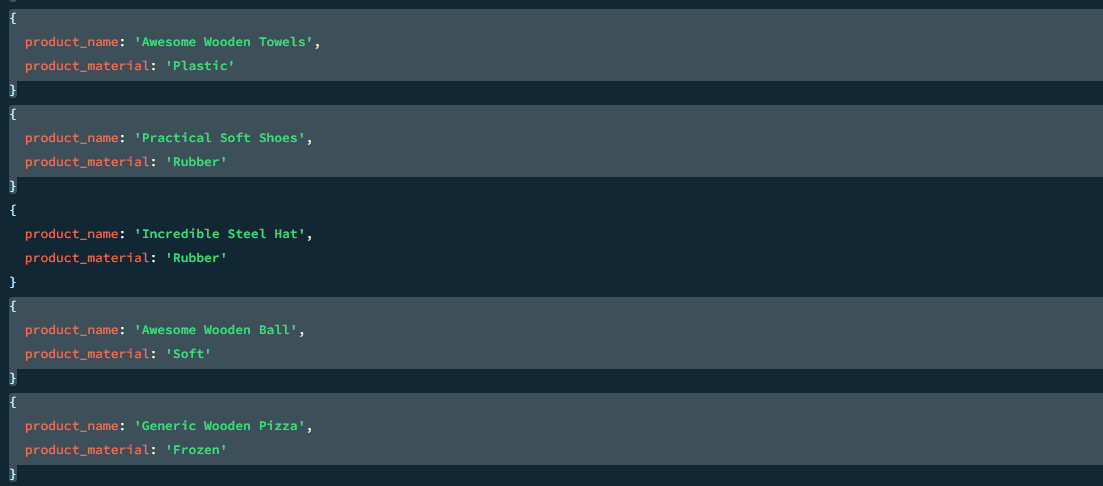 {
product_name: 'Awesome Wooden Towels',
product_material: 'Plastic'
}
{
product_name: 'Practical Soft Shoes',
product_material: 'Rubber'
}
{
product_name: 'Incredible Steel Hat',
product_material: 'Rubber'
}
{
product_name: 'Awesome Wooden Ball',
product_material: 'Soft'
}
{
product_name: 'Generic Wooden Pizza',
product_material: 'Frozen'
}